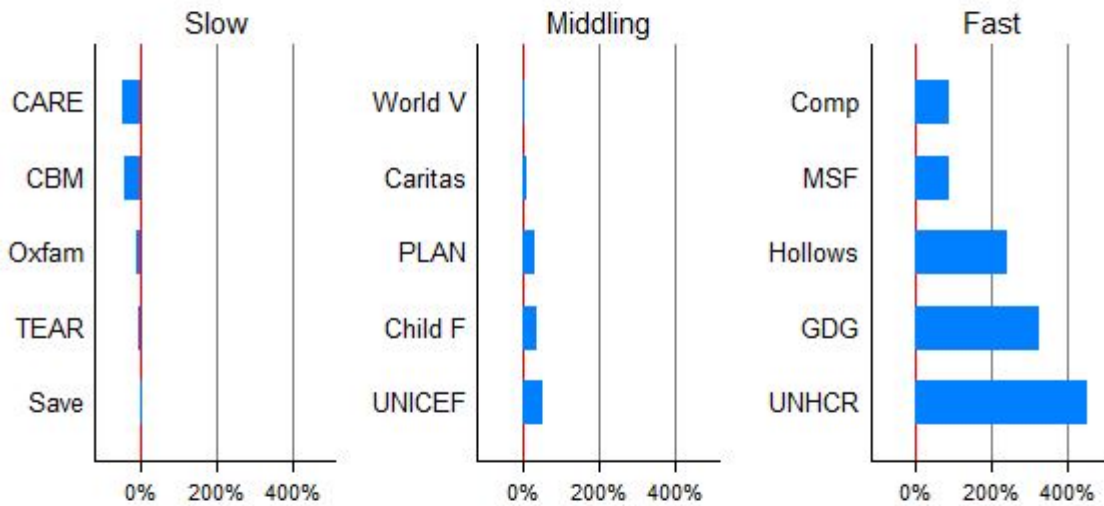 Slow
CARE
CBM
Oxfam
TEAR
Save
0% 200% 400%
Middling
World V
Caritas
PLAN
Child F
UNICEF
0% 200% 400%
Fast
Comp
MSF
Hollows
GDG
UNHCR
0% 200% 400%